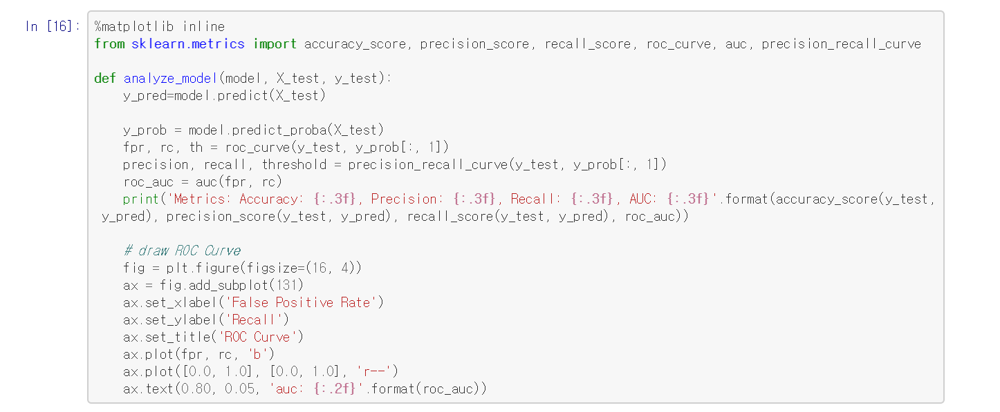 In [16]:
%matplotlib inline
from sklearn.metrics import accuracy_score, precision_score, recall_score, roc_curve, auc, precision_recall_curve
def analyze_model(model, X_test, y_test):
    y_pred=model.predict(X_test)
    y_prob = model.predict_proba(X_test)
    fpr, rc, th = roc_curve(y_test, y_prob[:, 1])
    precision, recall, threshold = precision_recall_curve(y_test, y_prob[:, 1])
    roc_auc = auc(fpr, rc)
    print('Metrics: Accuracy: {:.3f}, Precision: {:.3f}, Recall: {:.3f}, AUC: {:.3f}'.format(accuracy_score(y_test,
 y_pred), precision_score(y_test, y_pred), recall_score(y_test, y_pred), roc_auc))
    # draw ROC Curve
    fig = plt.figure(figsize=(16, 4))
    ax = fig.add_subplot(131)
    ax.set_xlabel('False Positive Rate')
    ax.set_ylabel('Recall')
    ax.set_title('ROC Curve')
    ax.plot(fpr, rc, 'b')
    ax.plot([0.0, 1.0], [0.0, 1.0], 'r--')
    ax.text(0.80, 0.05, 'auc: {:.2f}'.format(roc_auc))